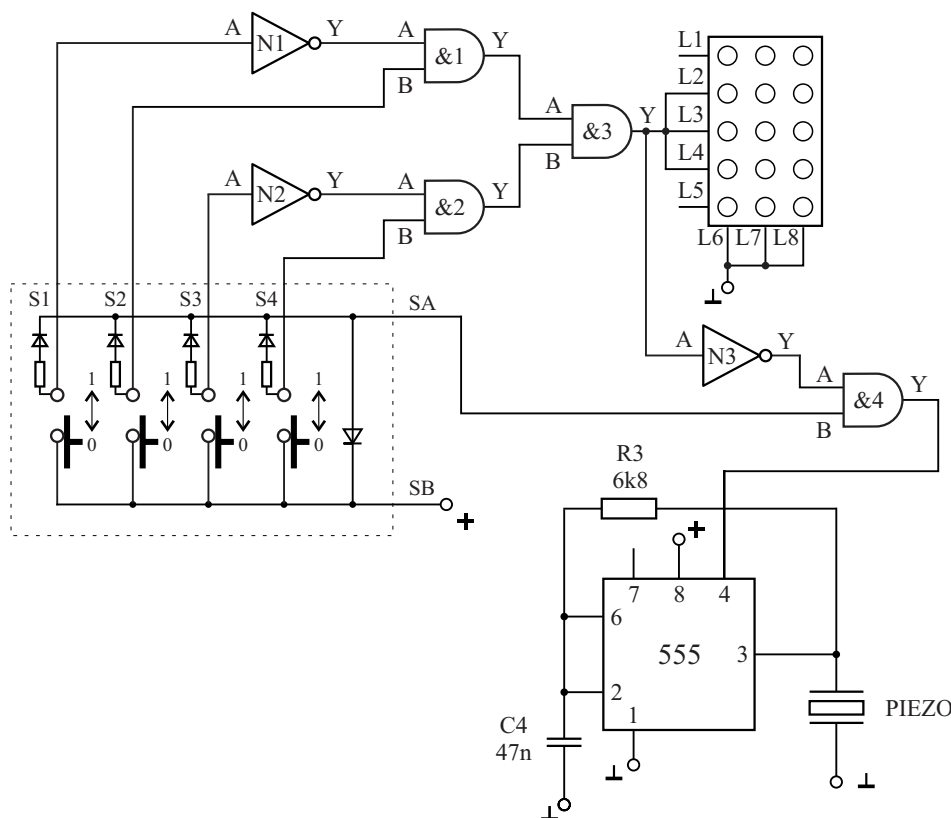 A N1 Y A &1 Y
B
A &3 Y
B
A N2 Y A &2 Y
B
L1
L2
L3
L4
L5
L6 L7 L8
S1 S2 S3 S4 SA
1 1 1 1
0 0 0 0
SB
+
A N3 Y
A &4 Y
B
R3
6k8
+
7 8 4
6
555 3
2
1
C4
47n
PIEZO